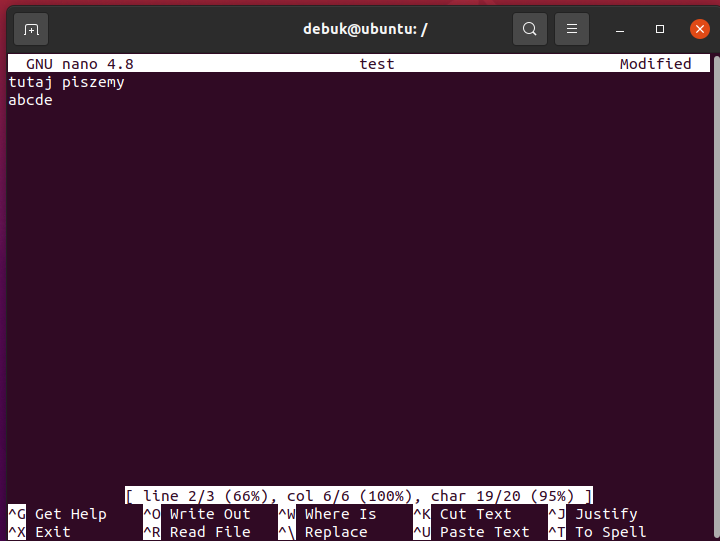 debuk@ubuntu: /
GNU nano 4.8 test Modified
tutaj piszemy
abcde
[ line 2/3 (66%), col 6/6 (100%), char 19/20 (95%) ]
^G Get Help ^O Write Out ^W Where Is ^K Cut Text ^J Justify
^X Exit ^R Read File ^\ Replace ^U Paste Text ^T To Spell